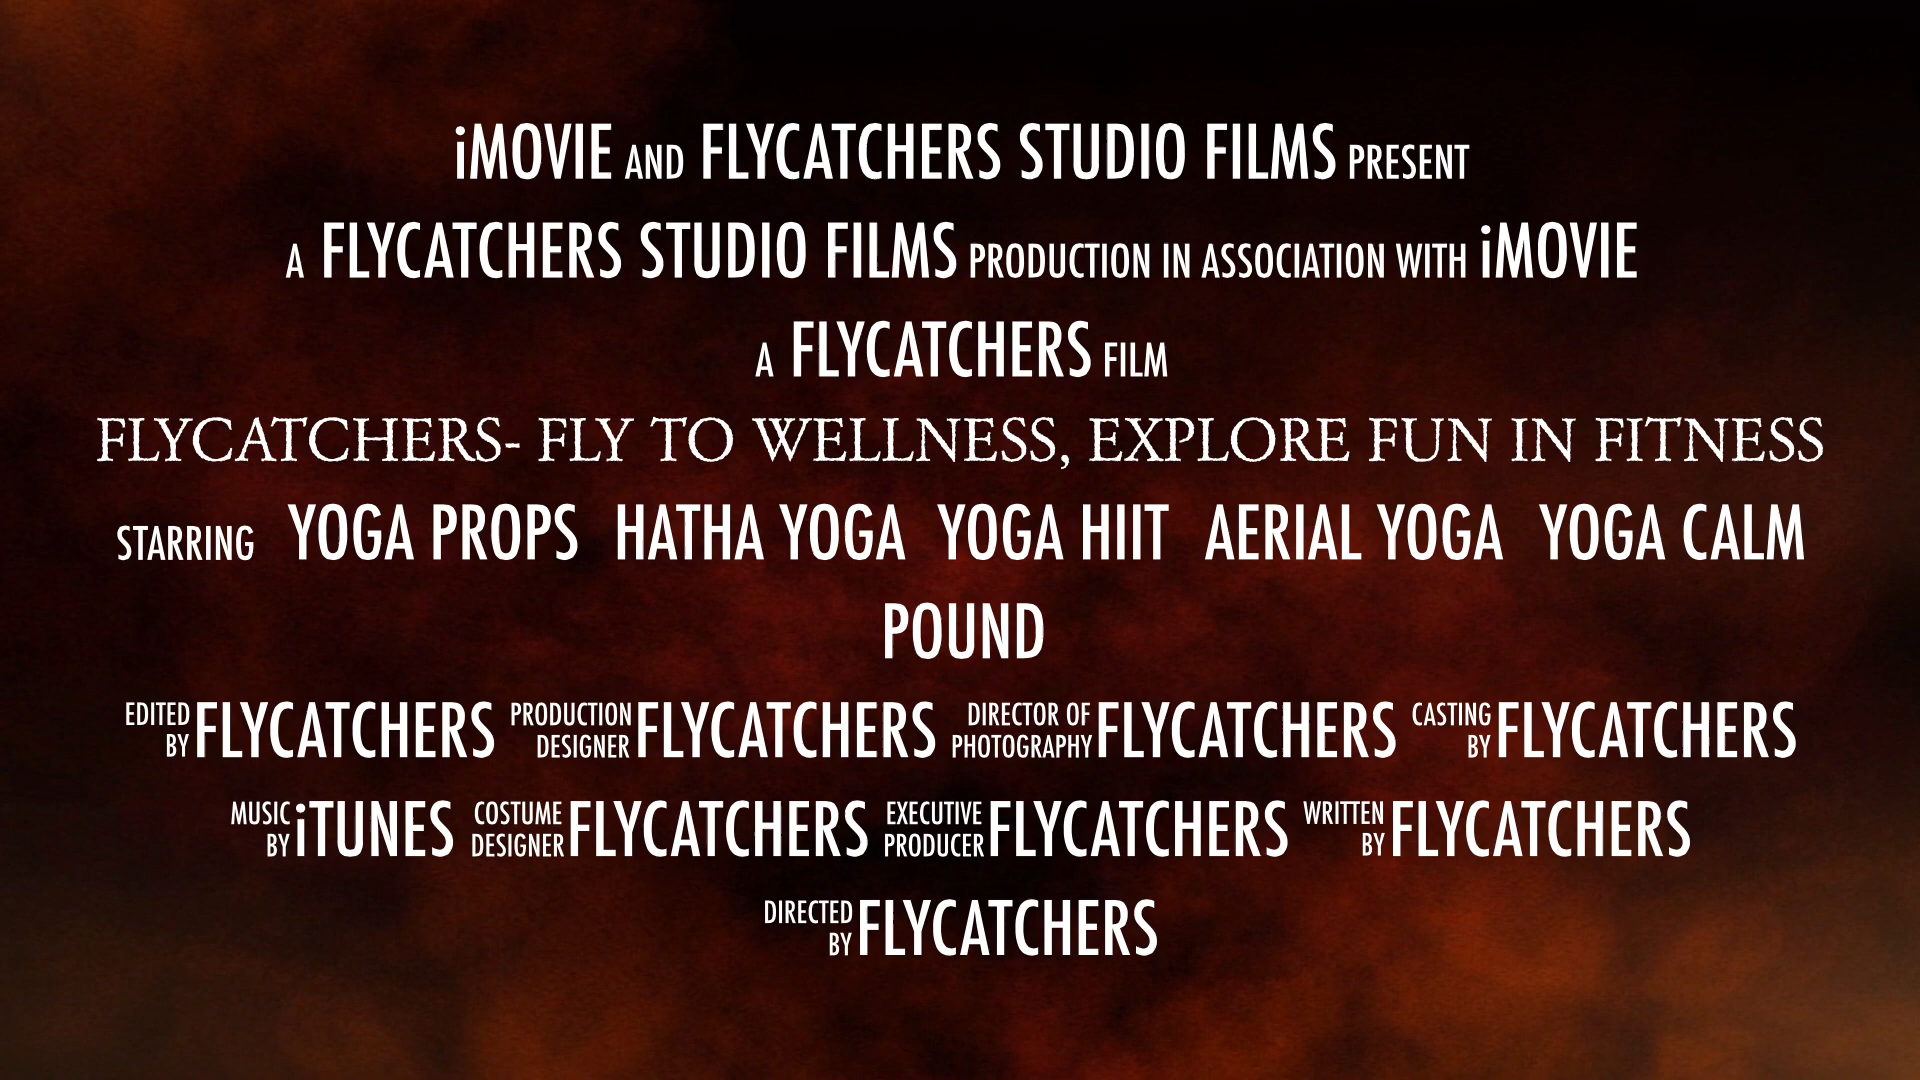 iMOVIE AND FLYCATCHERS STUDIO FILMS PRESENT
A FLYCATCHERS STUDIO FILMS PRODUCTION IN ASSOCIATION WITH iMOVIE
A FLYCATCHERS FILM
FLYCATCHERS- FLY TO WELLNESS, EXPLORE FUN IN FITNESS
STARRING YOGA PROPS HATHA YOGA YOGA HIIT AERIAL YOGA YOGA CALM
POUND
EDITED BY FLYCATCHERS PRODUCTION DESIGNER FLYCATCHERS DIRECTOR OF PHOTOGRAPHY FLYCATCHERS CASTING BY FLYCATCHERS
MUSIC BY iTUNES COSTUME DESIGNER FLYCATCHERS EXECUTIVE PRODUCER FLYCATCHERS WRITTEN BY FLYCATCHERS
DIRECTED BY FLYCATCHERS